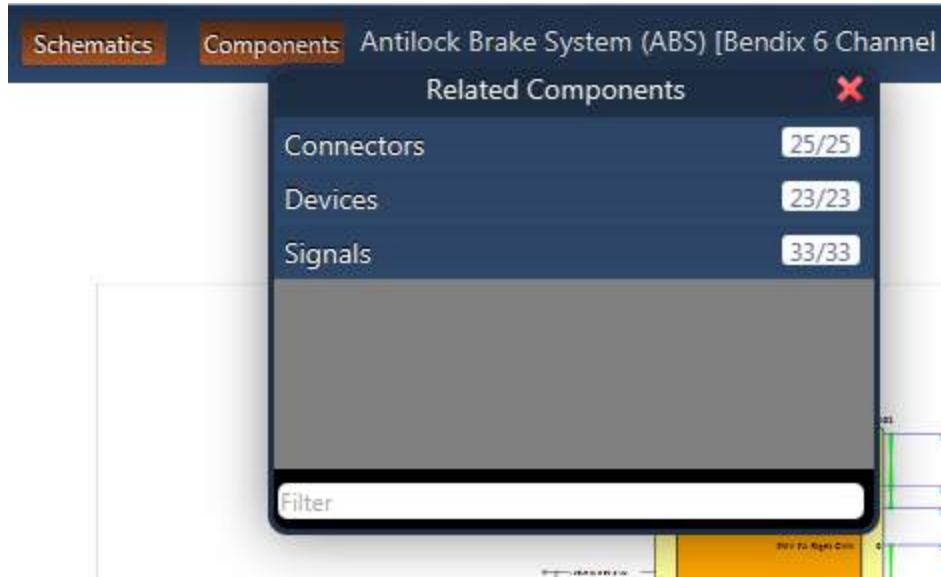 Schematics
Components
Antilock Brake System (ABS) [Bendix 6 Channel
Related Components
Connectors 25/25
Devices 23/23
Signals 33/33
Filter